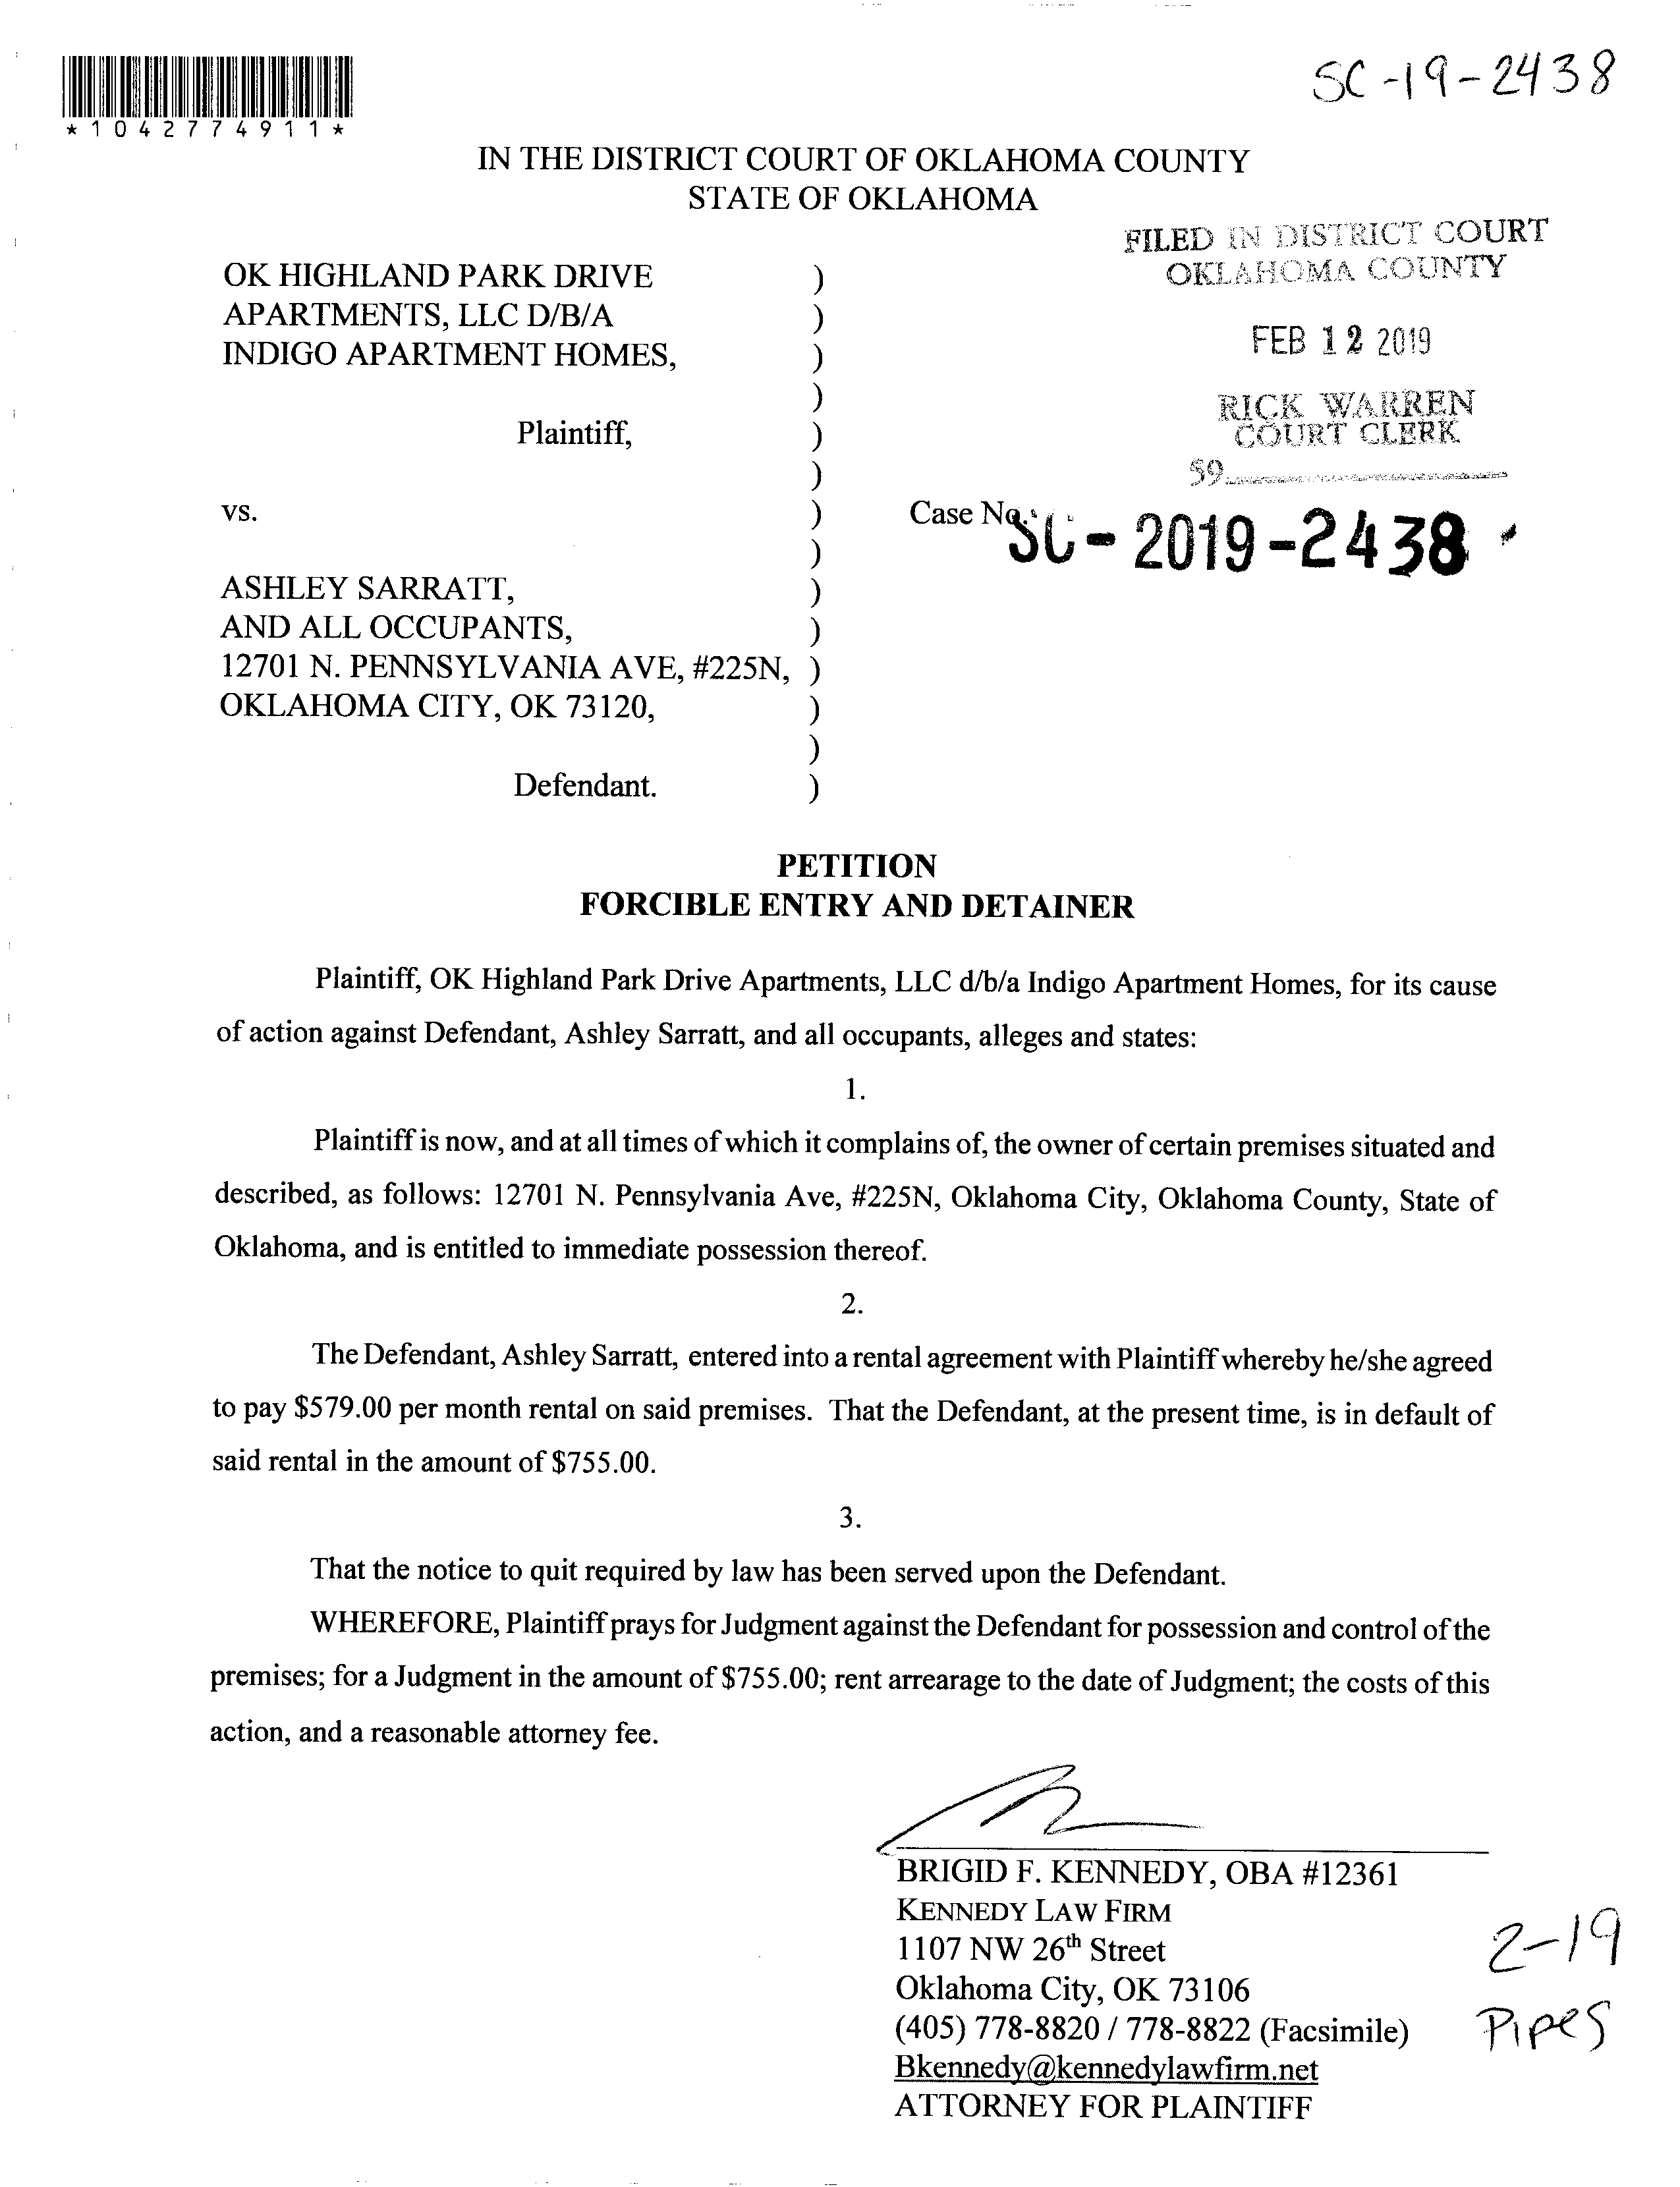 SC-19-2438
*1042774911*
IN THE DISTRICT COURT OF OKLAHOMA COUNTY
STATE OF OKLAHOMA
FILED IN DISTRICT COURT
OKLAHOMA COUNTY
FEB 12 2019
RICK WARREN
COURT CLERK
59
OK HIGHLAND PARK DRIVE )
APARTMENTS, LLC D/B/A )
INDIGO APARTMENT HOMES, )
)
Plaintiff, )
)
vs. ) Case No.: SC-2019-2438
)
ASHLEY SARRATT, )
AND ALL OCCUPANTS, )
12701 N. PENNSYLVANIA AVE, #225N, )
OKLAHOMA CITY, OK 73120, )
)
Defendant. )
PETITION
FORCIBLE ENTRY AND DETAINER
Plaintiff, OK Highland Park Drive Apartments, LLC d/b/a Indigo Apartment Homes, for its cause
of action against Defendant, Ashley Sarratt, and all occupants, alleges and states:
1.
Plaintiff is now, and at all times of which it complains of, the owner of certain premises situated and
described, as follows: 12701 N. Pennsylvania Ave, #225N, Oklahoma City, Oklahoma County, State of
Oklahoma, and is entitled to immediate possession thereof.
2.
The Defendant, Ashley Sarratt, entered into a rental agreement with Plaintiff whereby he/she agreed
to pay $579.00 per month rental on said premises. That the Defendant, at the present time, is in default of
said rental in the amount of $755.00.
3.
That the notice to quit required by law has been served upon the Defendant.
WHEREFORE, Plaintiff prays for Judgment against the Defendant for possession and control of the
premises; for a Judgment in the amount of $755.00; rent arrearage to the date of Judgment; the costs of this
action, and a reasonable attorney fee.
BRIGID F. KENNEDY, OBA #12361
KENNEDY LAW FIRM
1107 NW 26th Street
Oklahoma City, OK 73106
(405) 778-8820 / 778-8822 (Facsimile)
Bkennedy@kennedylawfirm.net
ATTORNEY FOR PLAINTIFF
2-19
Pipes